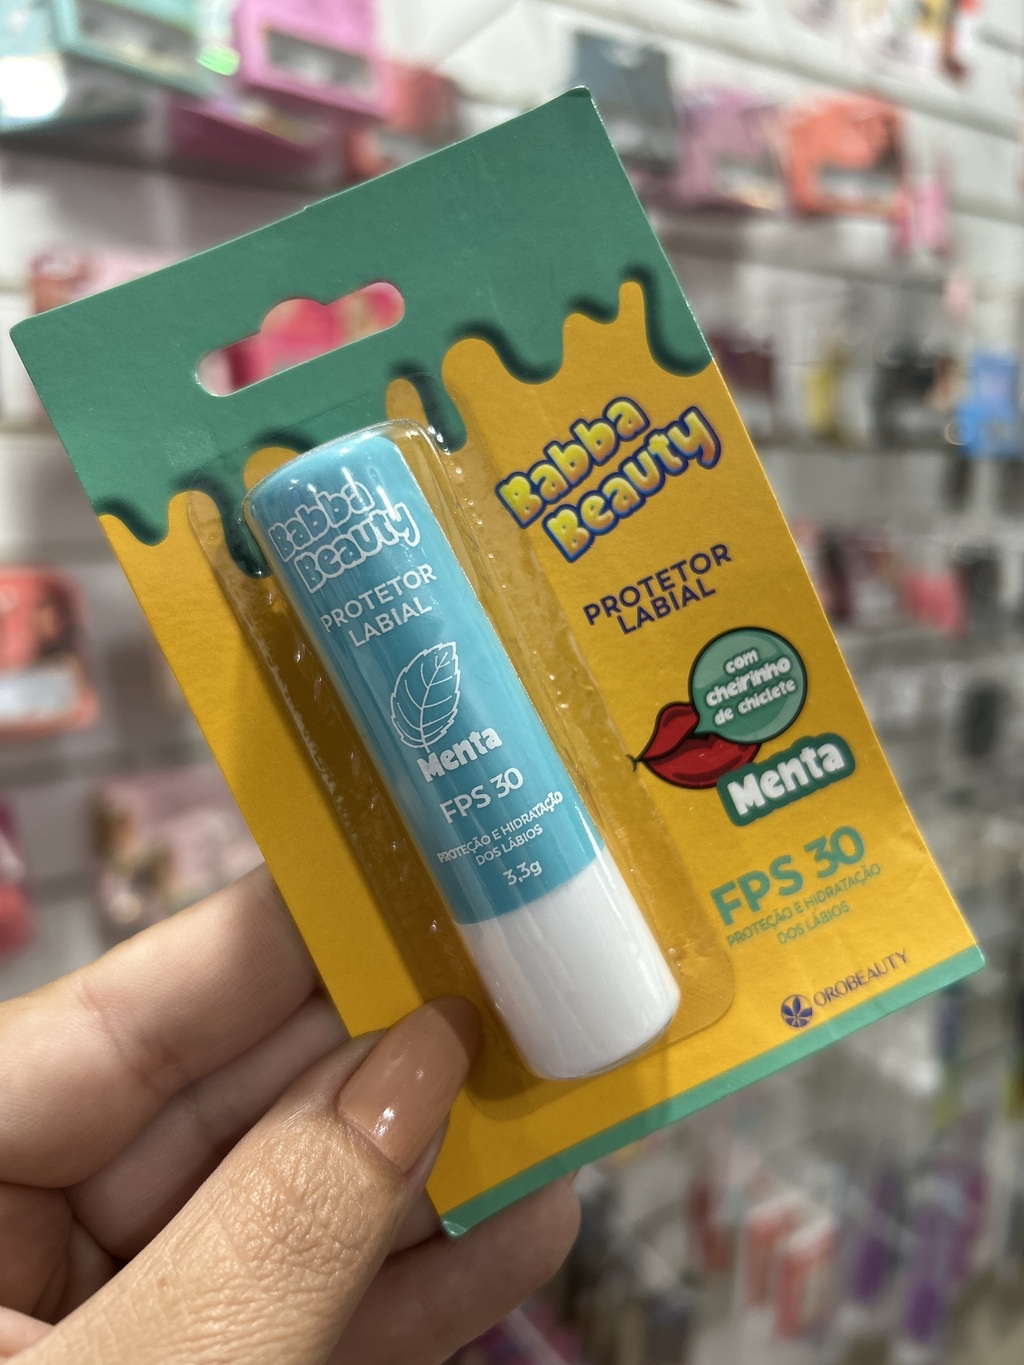 Babba
Beauty
PROTETOR
LABIAL
Menta
FPS 30
PROTEÇÃO E HIDRATAÇÃO
DOS LÁBIOS
3,3g
Babba
Beauty
PROTETOR
LABIAL
com
cheirinho
de chiclete
Menta
FPS 30
PROTEÇÃO E HIDRATAÇÃO
DOS LÁBIOS
OROBEAUTY